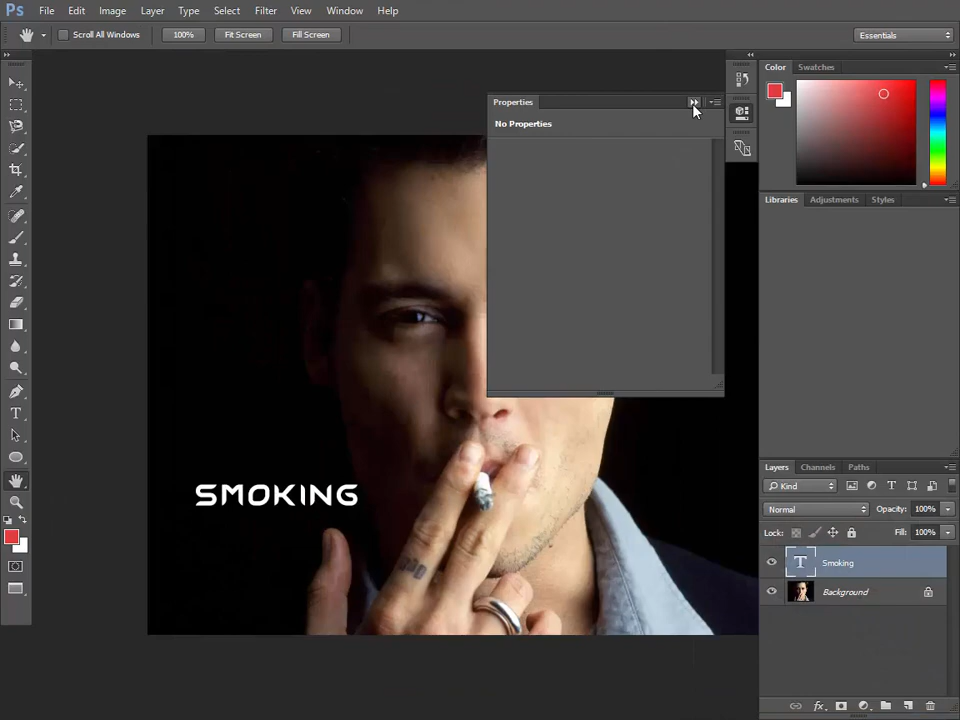 Ps File Edit Image Layer Type Select Filter View Window Help
Scroll All Windows 100% Fit Screen Fill Screen Essentials
Color Swatches
Properties
No Properties
Libraries Adjustments Styles
SMOKING
Layers Channels Paths
Kind
Normal Opacity: 100%
Lock: Fill: 100%
T Smoking
Background